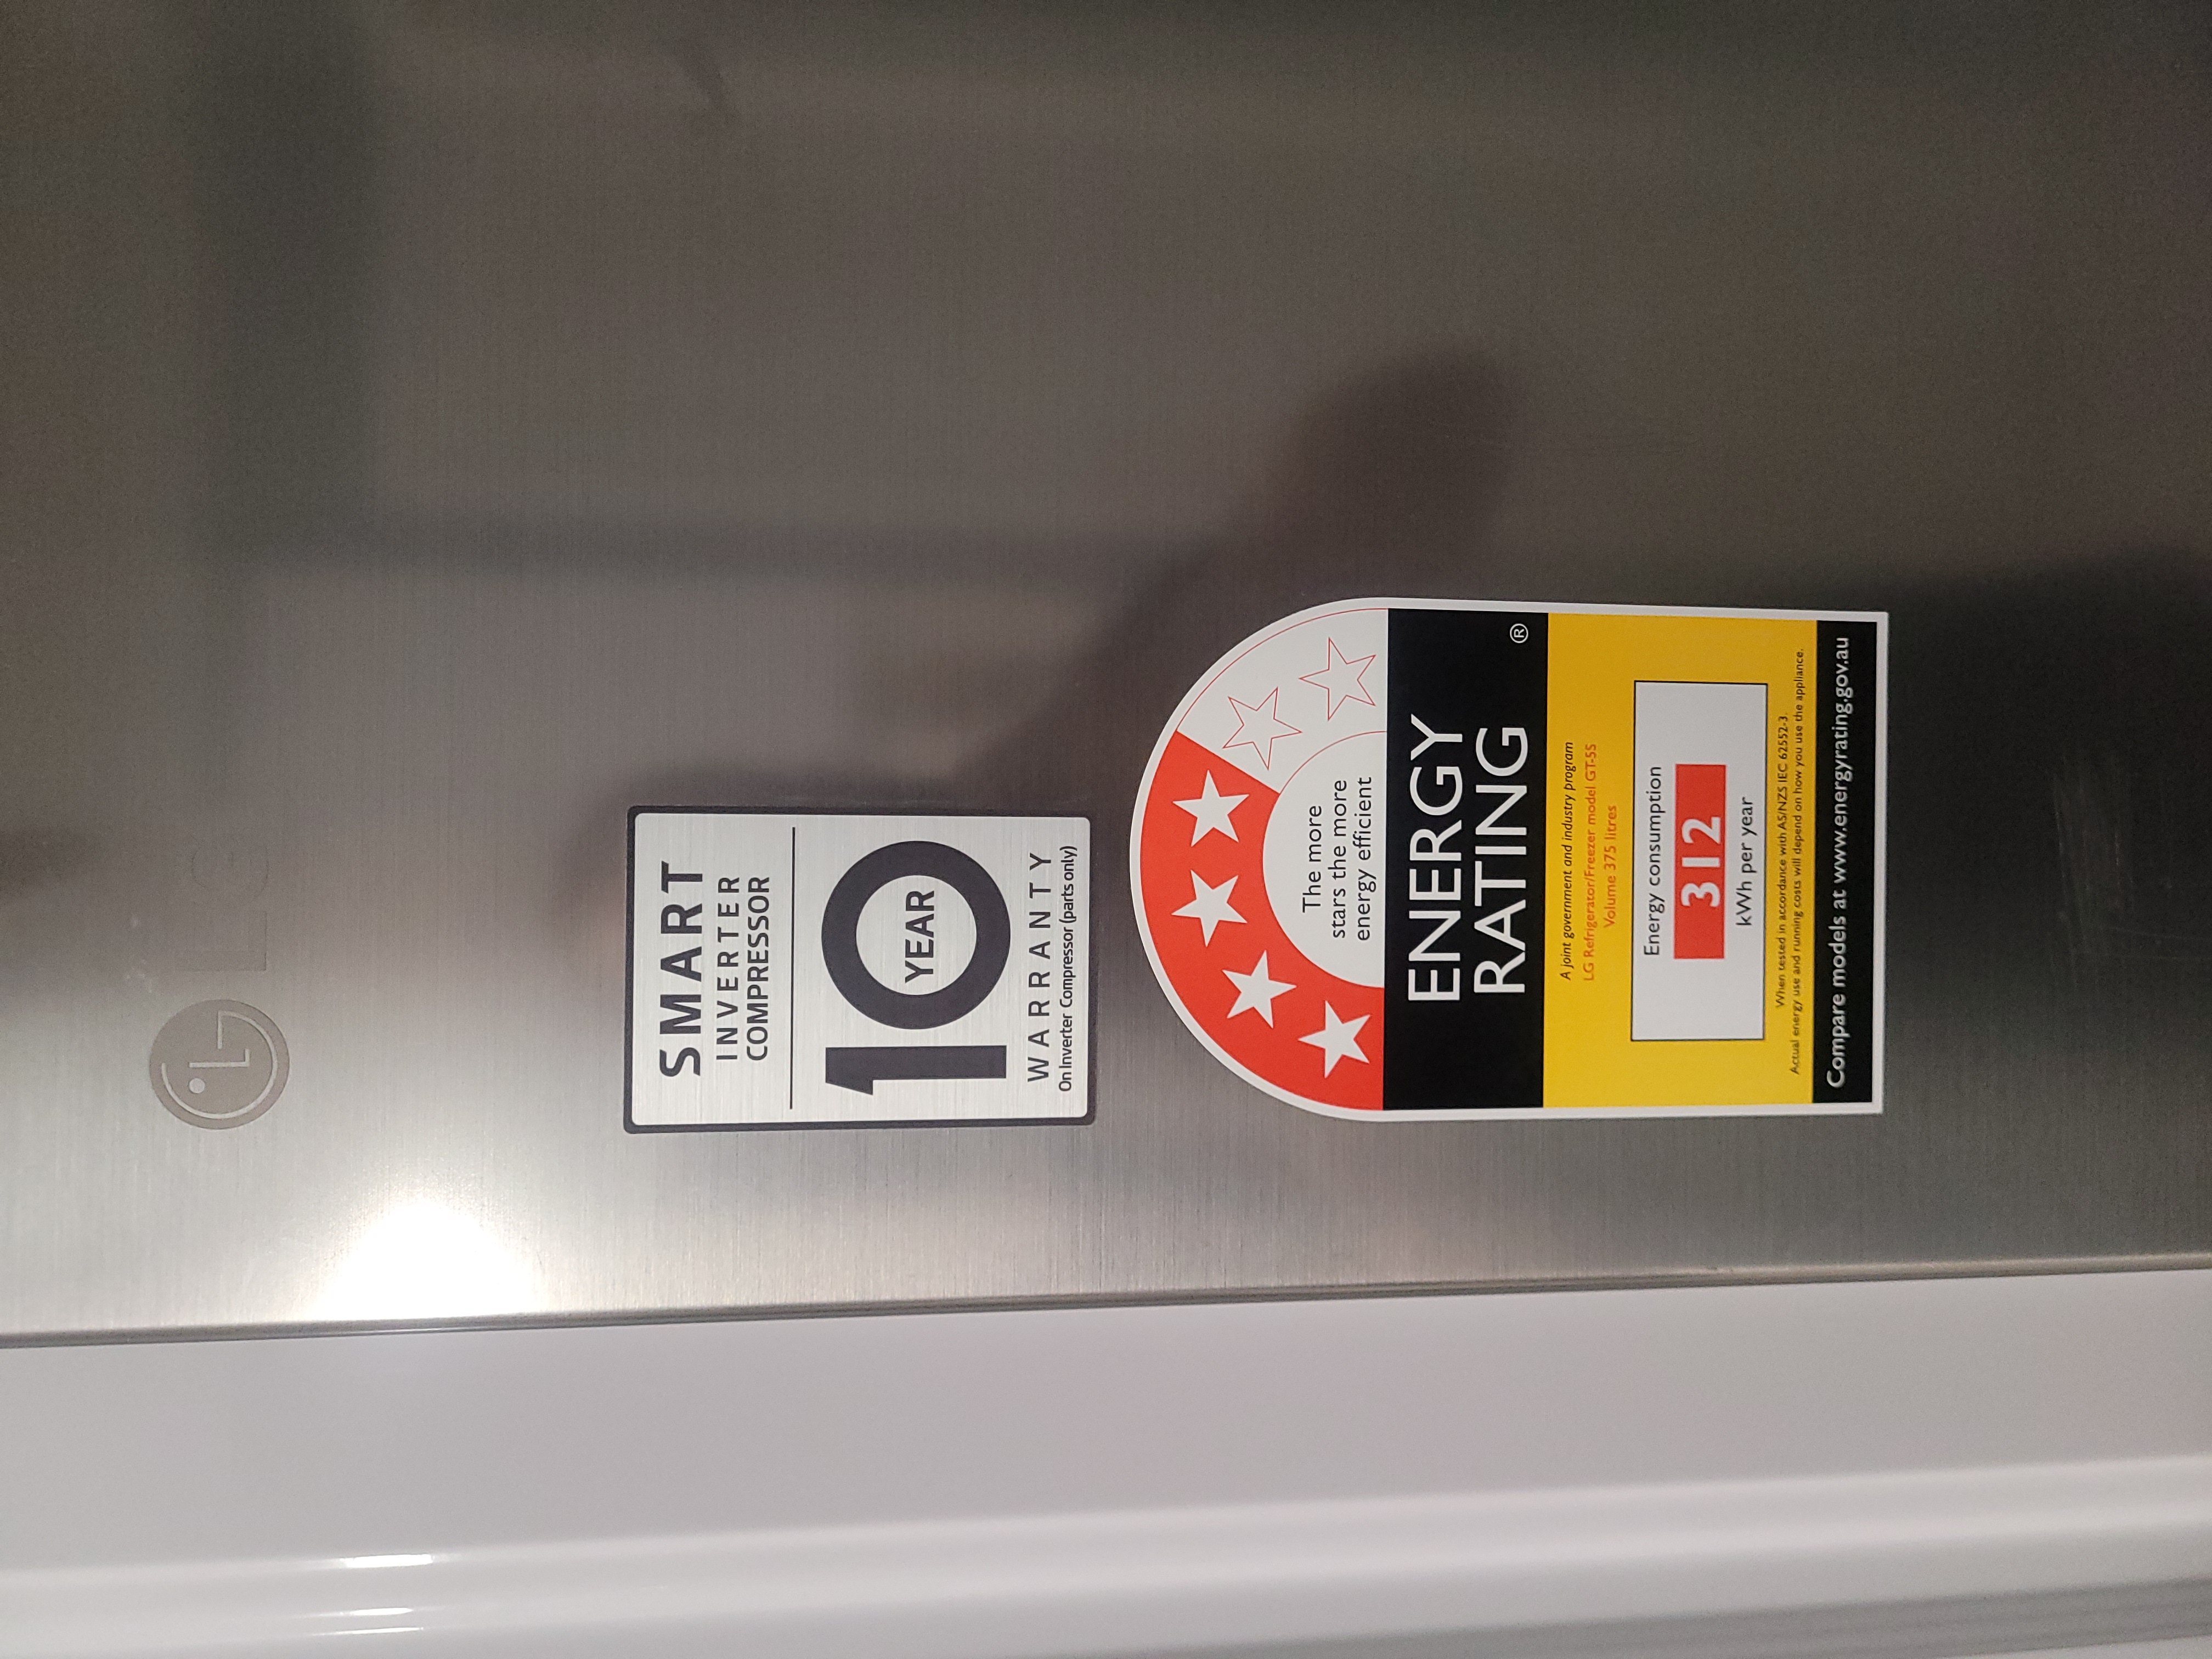 LG
SMART
INVERTER
COMPRESSOR
10
YEAR
WARRANTY
On Inverter Compressor (parts only)
The more
stars the more
energy efficient
ENERGY
RATING ®
A joint government and industry program
LG Refrigerator/Freezer model GT-5S
Volume 375 litres
Energy consumption
312
kWh per year
When tested in accordance with AS/NZS IEC 62552-3.
Actual energy use and running costs will depend on how you use the appliance.
Compare models at www.energyrating.gov.au